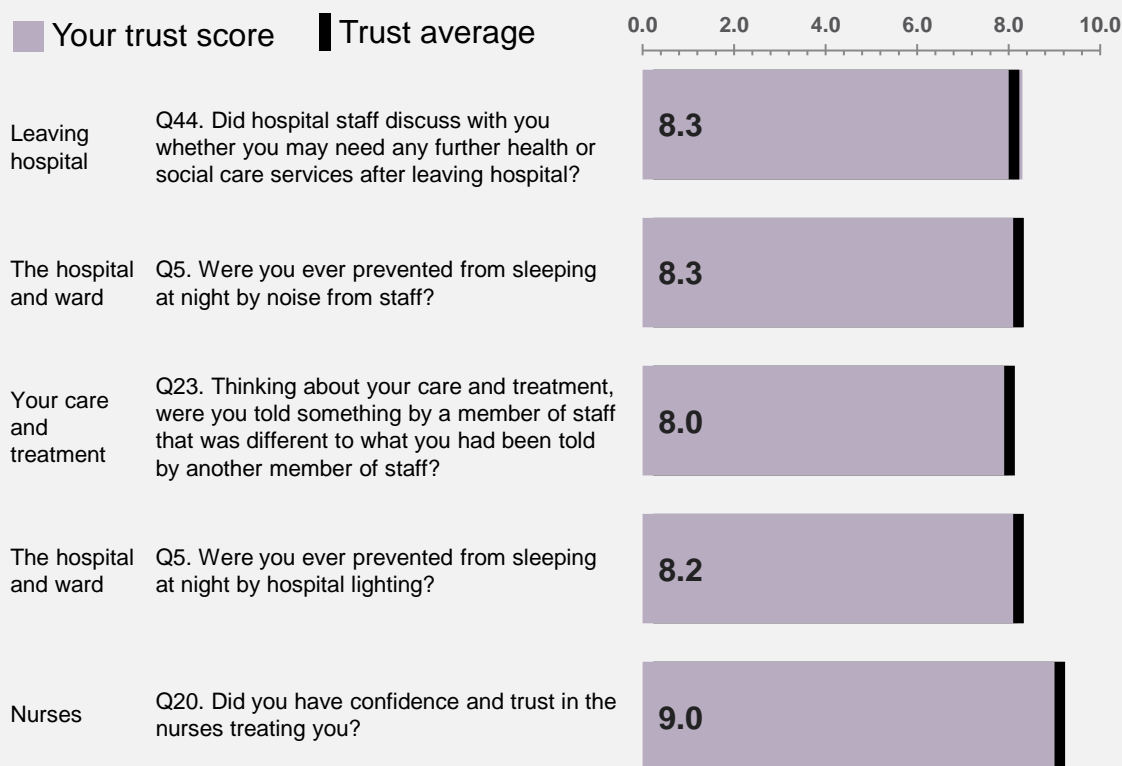 Your trust score
Trust average
0.0 2.0 4.0 6.0 8.0 10.0
Leaving
hospital
Q44. Did hospital staff discuss with you
whether you may need any further health or
social care services after leaving hospital?
8.3
The hospital
and ward
Q5. Were you ever prevented from sleeping
at night by noise from staff?
8.3
Your care
and
treatment
Q23. Thinking about your care and treatment,
were you told something by a member of staff
that was different to what you had been told
by another member of staff?
8.0
The hospital
and ward
Q5. Were you ever prevented from sleeping
at night by hospital lighting?
8.2
Nurses
Q20. Did you have confidence and trust in the
nurses treating you?
9.0